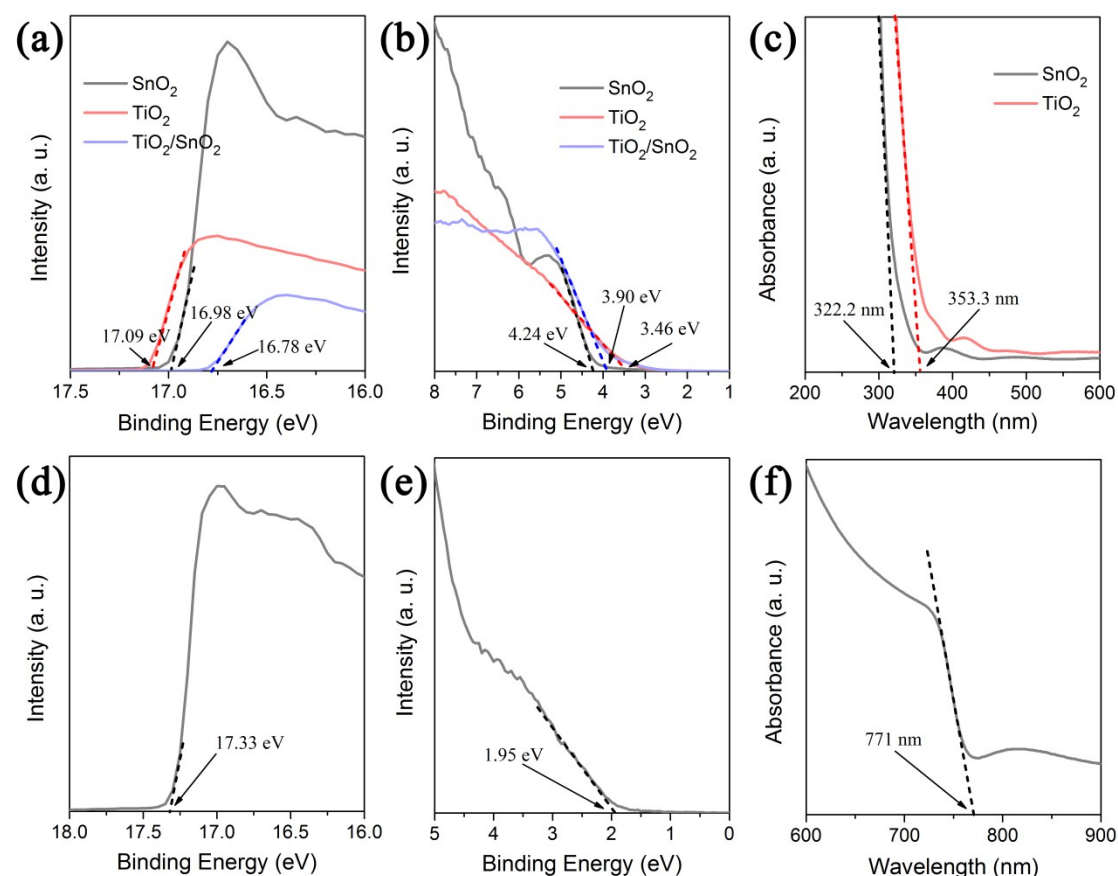 (a)
SnO₂
TiO₂
TiO₂/SnO₂
17.09 eV
16.98 eV
16.78 eV
Intensity (a. u.)
17.5 17.0 16.5 16.0
Binding Energy (eV)
(b)
SnO₂
TiO₂
TiO₂/SnO₂
3.90 eV
4.24 eV
3.46 eV
Intensity (a. u.)
8 7 6 5 4 3 2 1
Binding Energy (eV)
(c)
SnO₂
TiO₂
322.2 nm
353.3 nm
Absorbance (a. u.)
200 300 400 500 600
Wavelength (nm)
(d)
17.33 eV
Intensity (a. u.)
18.0 17.5 17.0 16.5 16.0
Binding Energy (eV)
(e)
1.95 eV
Intensity (a. u.)
5 4 3 2 1 0
Binding Energy (eV)
(f)
771 nm
Absorbance (a. u.)
600 700 800 900
Wavelength (nm)